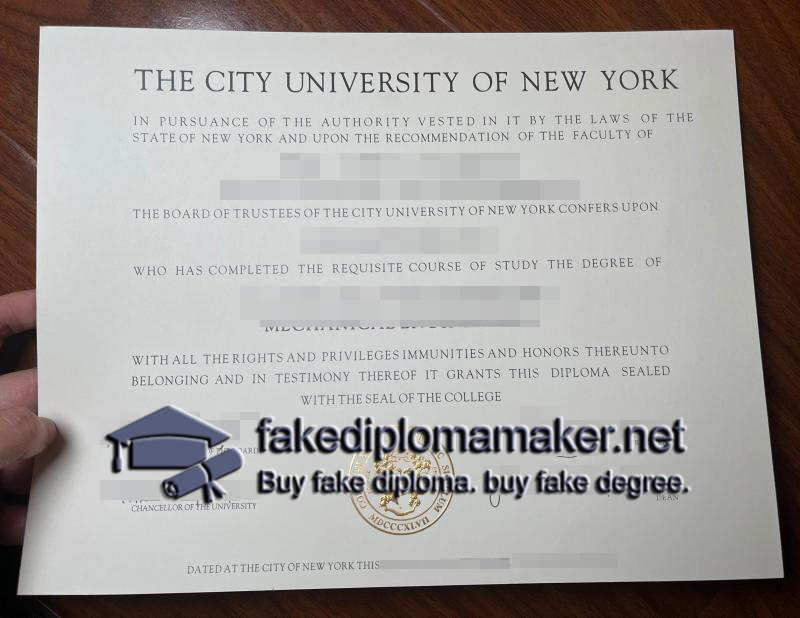 THE CITY UNIVERSITY OF NEW YORK
IN PURSUANCE OF THE AUTHORITY VESTED IN IT BY THE LAWS OF THE
STATE OF NEW YORK AND UPON THE RECOMMENDATION OF THE FACULTY OF
THE BOARD OF TRUSTEES OF THE CITY UNIVERSITY OF NEW YORK CONFERS UPON
WHO HAS COMPLETED THE REQUISITE COURSE OF STUDY THE DEGREE OF
MECHANICAL
WITH ALL THE RIGHTS AND PRIVILEGES IMMUNITIES AND HONORS THEREUNTO
BELONGING AND IN TESTIMONY THEREOF IT GRANTS THIS DIPLOMA SEALED
WITH THE SEAL OF THE COLLEGE
fakediplomamaker.net
Buy fake diploma. buy fake degree.
DEAN
CHANCELLOR OF THE UNIVERSITY
MDCCCXLVII
DATED AT THE CITY OF NEW YORK THIS